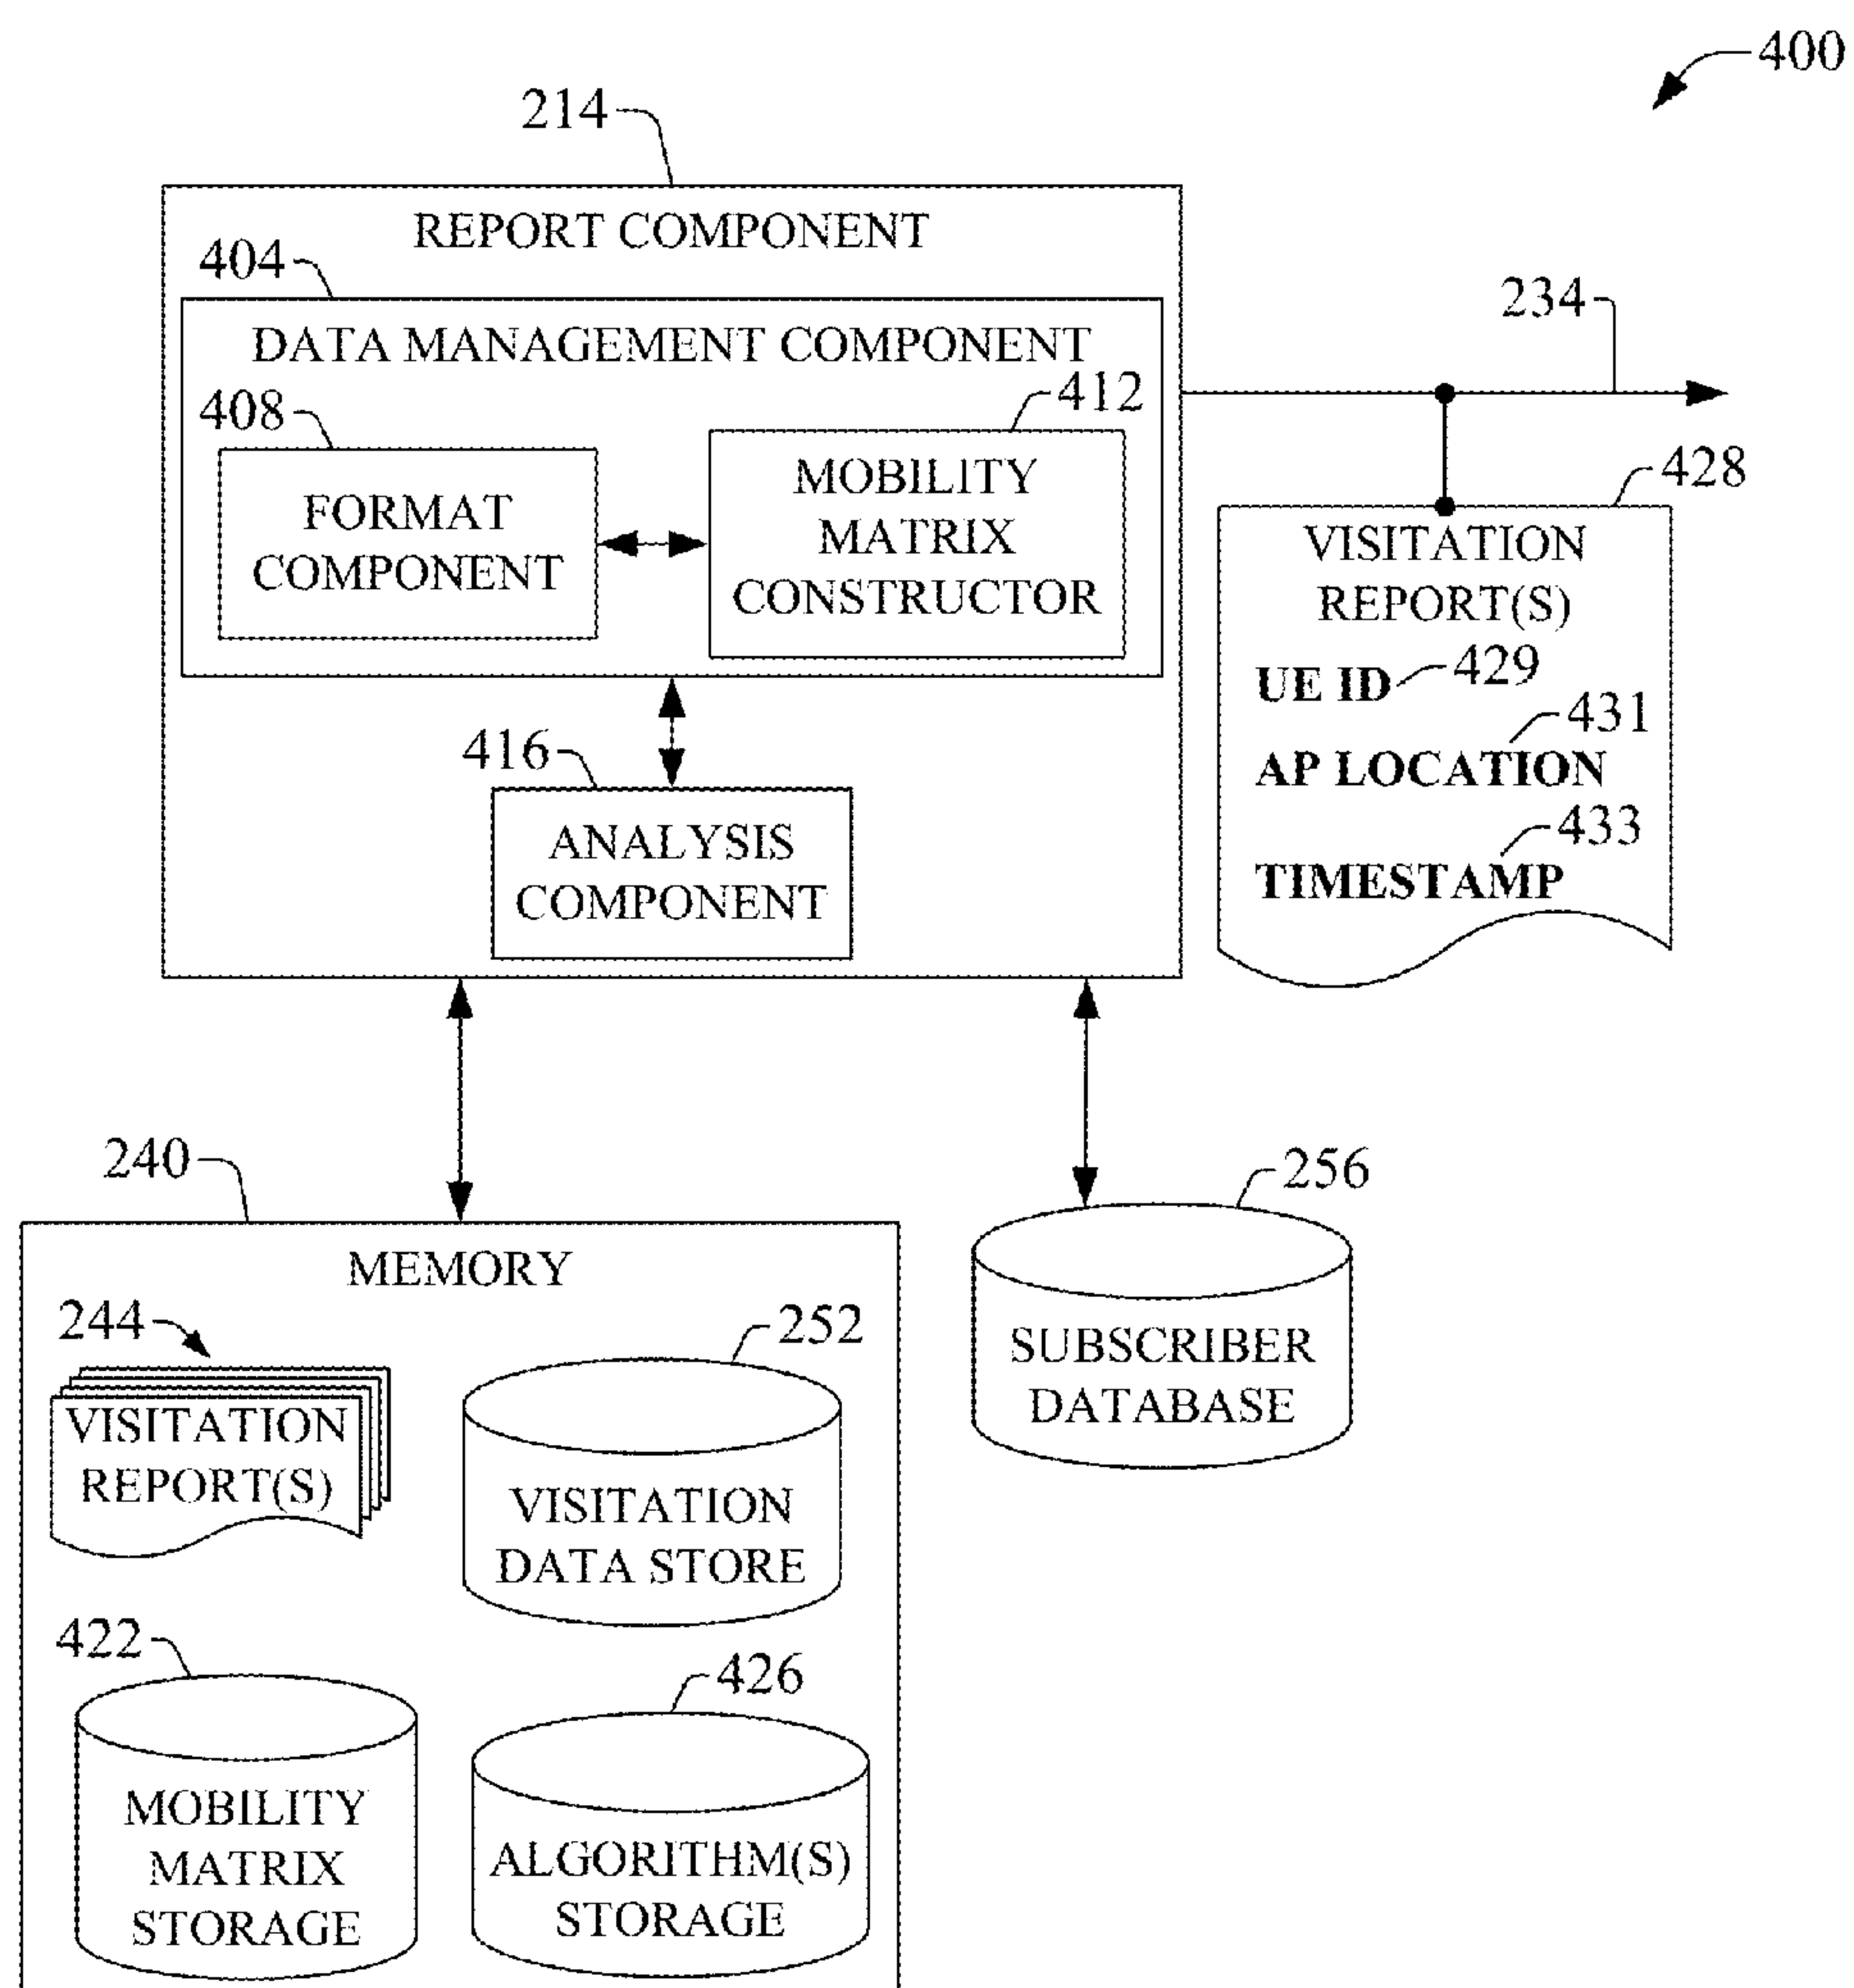 400
214
REPORT COMPONENT
404
DATA MANAGEMENT COMPONENT
408
412
FORMAT
COMPONENT
MOBILITY
MATRIX
CONSTRUCTOR
416
ANALYSIS
COMPONENT
234
428
VISITATION
REPORT(S)
UE ID
429
431
AP LOCATION
433
TIMESTAMP
240
MEMORY
244
VISITATION
REPORT(S)
252
VISITATION
DATA STORE
422
MOBILITY
MATRIX
STORAGE
426
ALGORITHM(S)
STORAGE
256
SUBSCRIBER
DATABASE